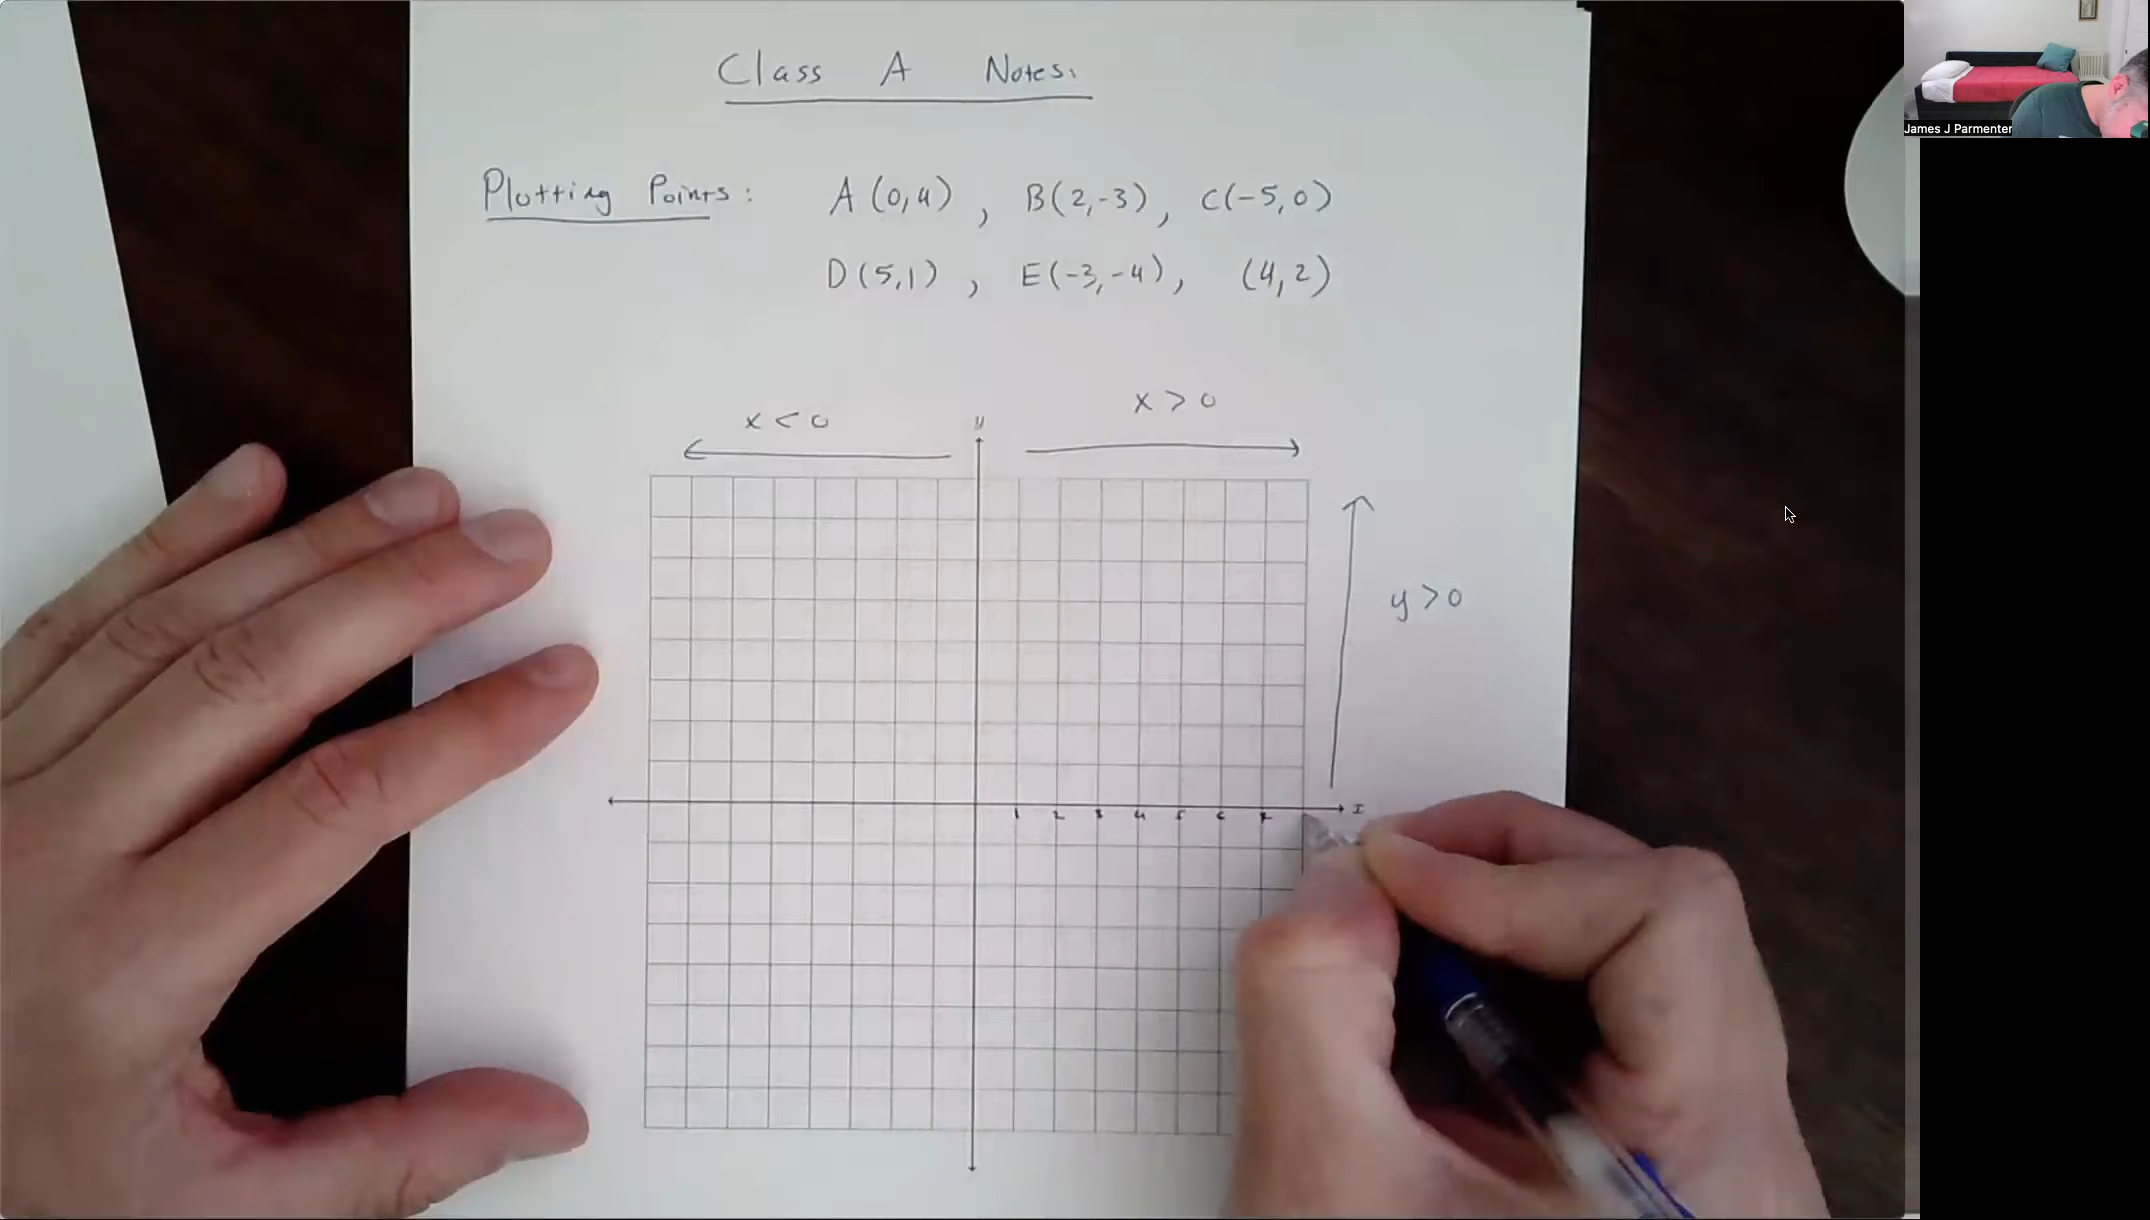 James J Parmenter
Class A Notes:
Plotting Points: A (0,4) , B(2,-3) , C(-5,0)
D (5,1) , E(-3,-4), (4,2)
x < 0
y
x > 0
y > 0
1 2 3 4 5 6 7
x